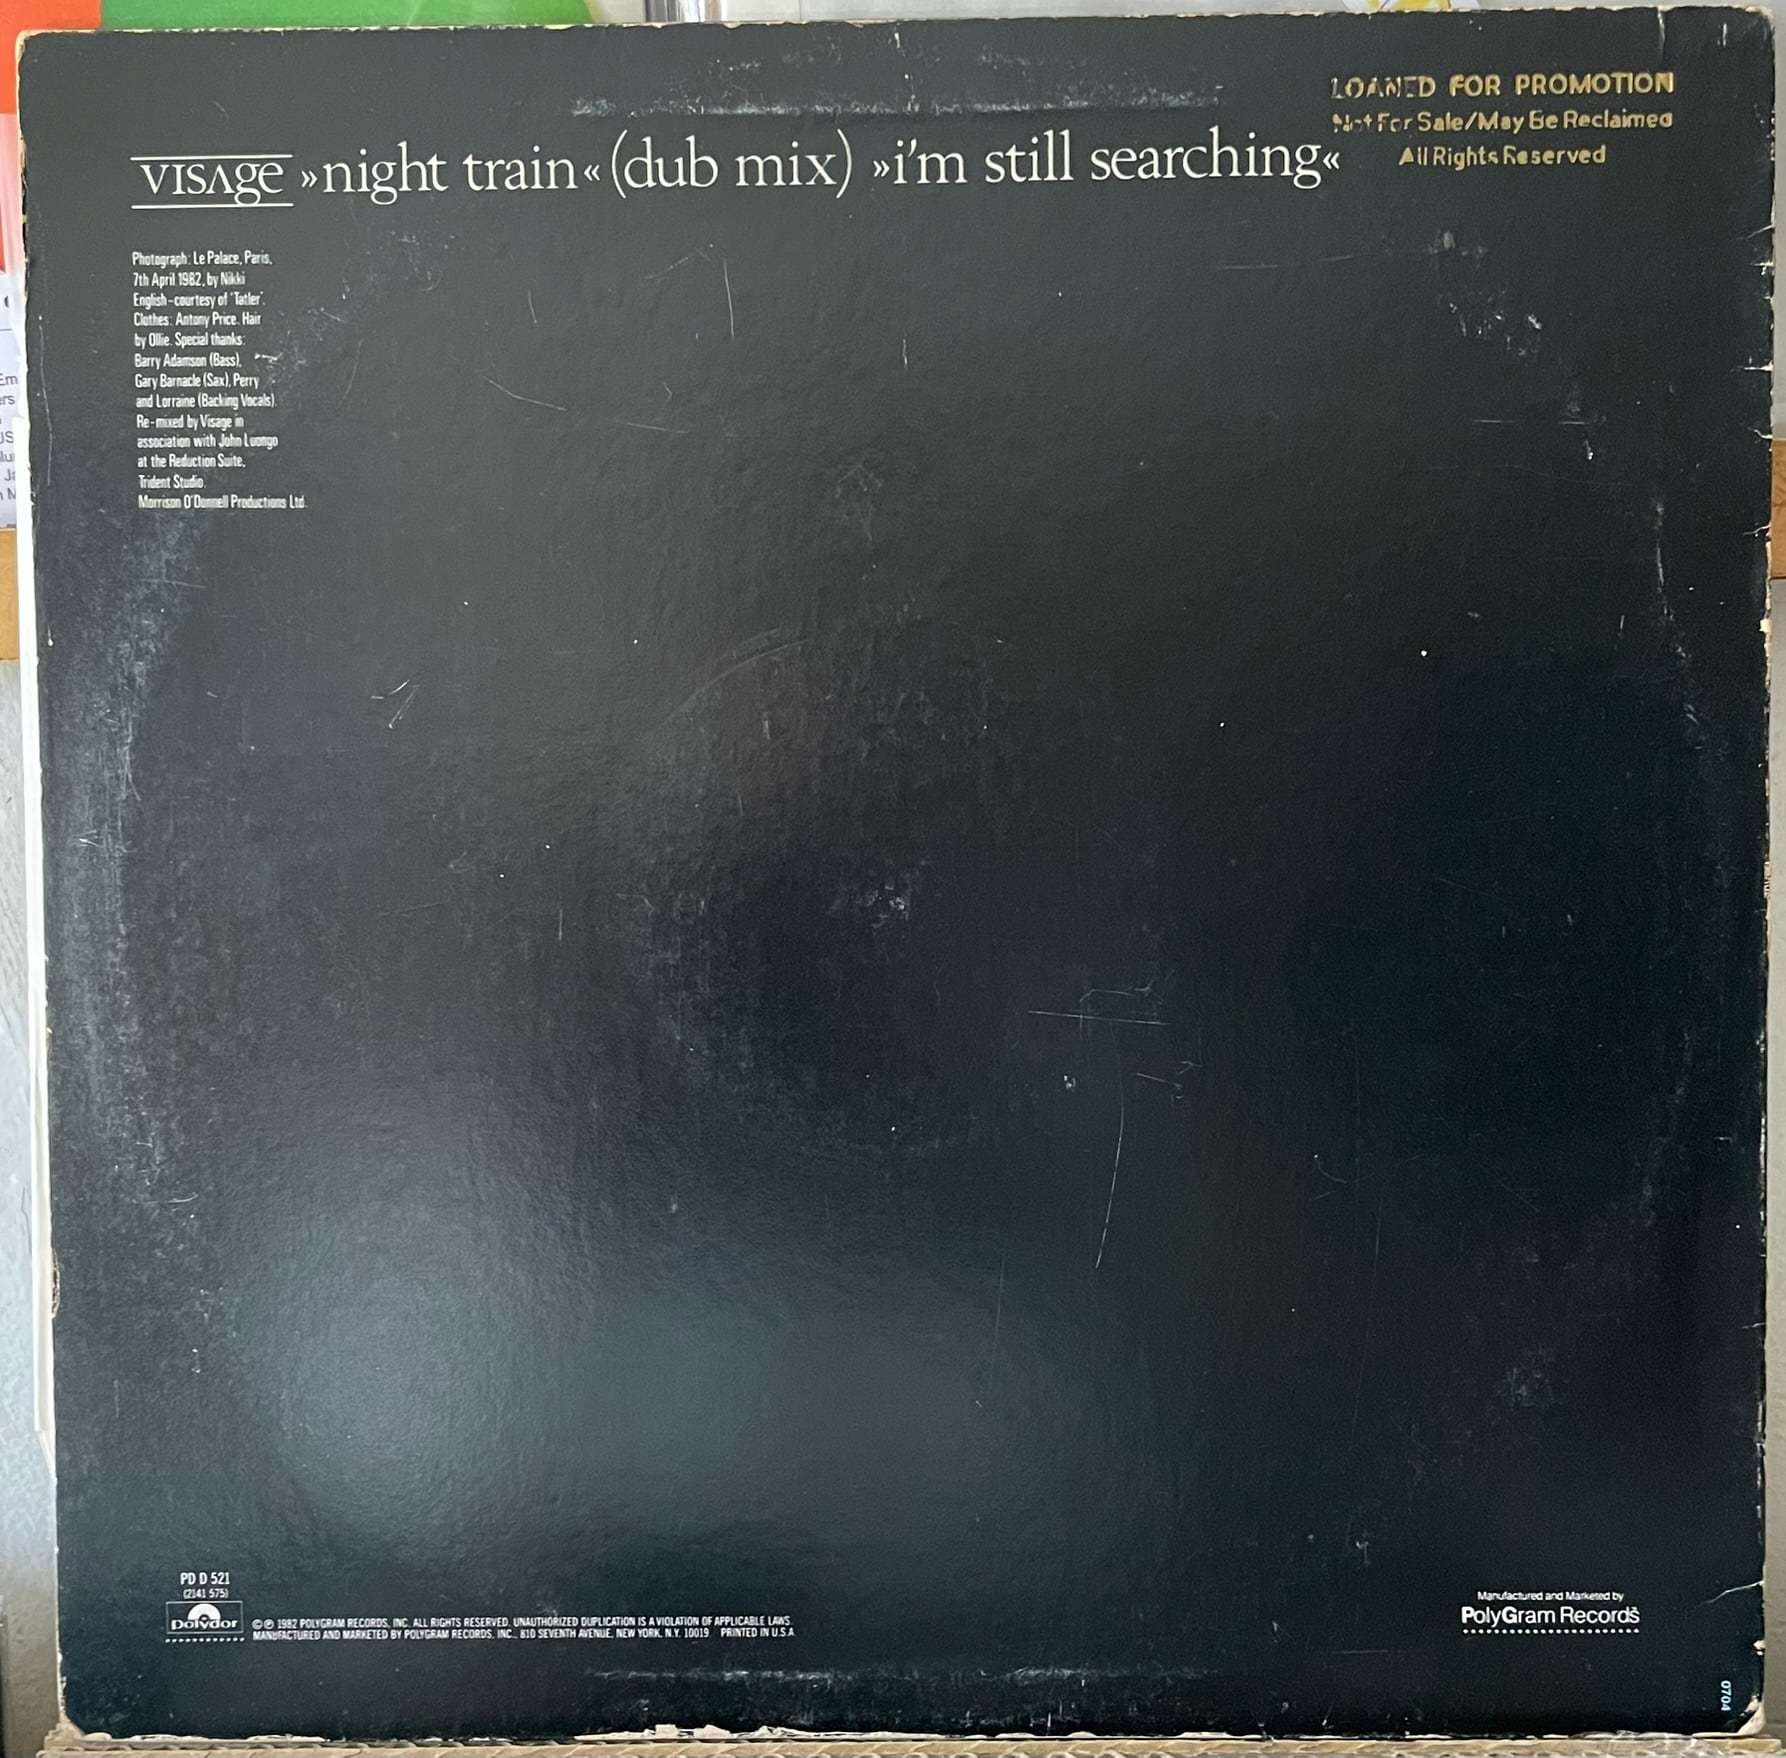 LOANED FOR PROMOTION
Not For Sale/May Be Reclaimed
All Rights Reserved
VISAGE »night train« (dub mix) »i'm still searching«
Photograph: Le Palace, Paris,
7th April 1982, by Nikki
English-courtesy of 'Tatler'.
Clothes: Antony Price. Hair
by Ollie. Special thanks:
Barry Adamson (Bass),
Gary Barnacle (Sax), Perry
and Lorraine (Backing Vocals).
Re-mixed by Visage in
association with John Luongo
at the Reduction Suite,
Trident Studio.
Morrison O'Donnell Productions Ltd.
PD D 521
(2141 575)
Polydor
© ℗ 1982 POLYGRAM RECORDS, INC. ALL RIGHTS RESERVED. UNAUTHORIZED DUPLICATION IS A VIOLATION OF APPLICABLE LAWS.
MANUFACTURED AND MARKETED BY POLYGRAM RECORDS, INC., 810 SEVENTH AVENUE, NEW YORK, N.Y. 10019. PRINTED IN U.S.A.
Manufactured and Marketed by
PolyGram Records
0704